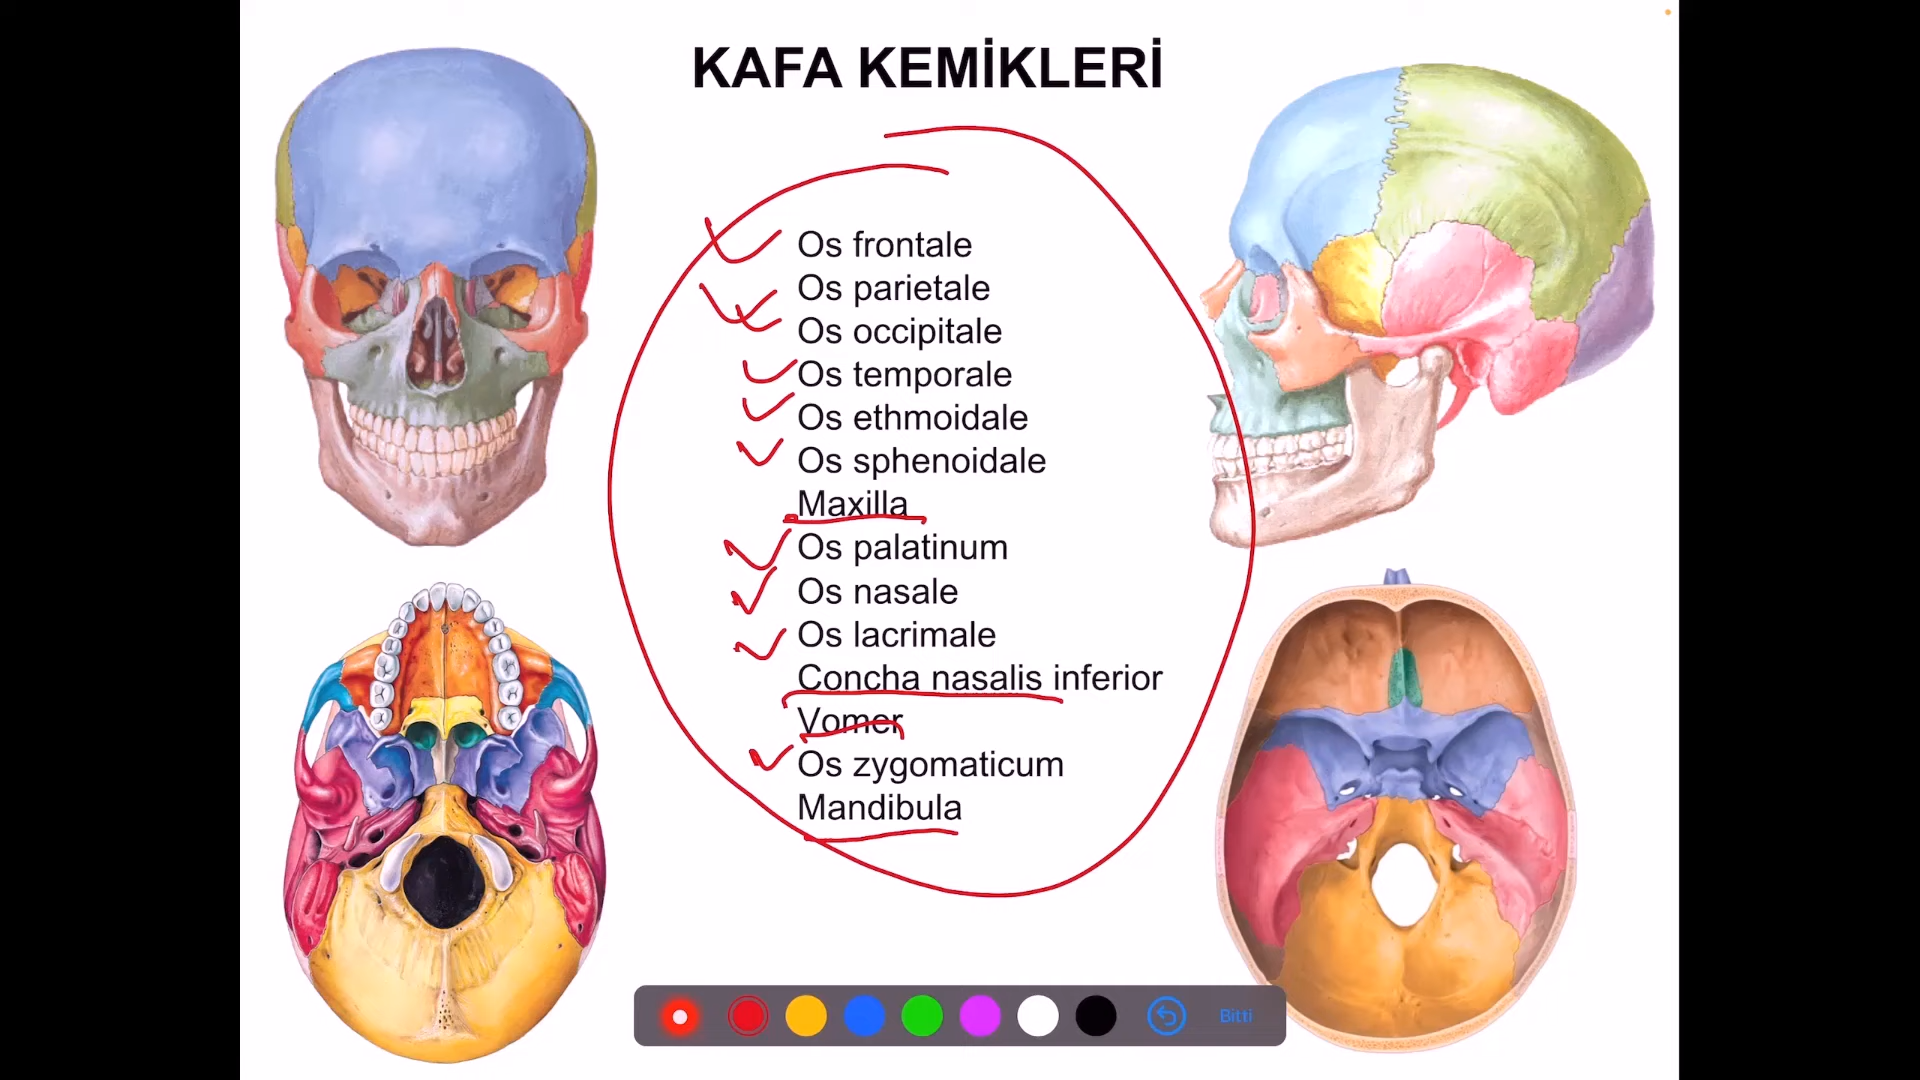 KAFA KEMİKLERİ
Os frontale
Os parietale
Os occipitale
Os temporale
Os ethmoidale
Os sphenoidale
Maxilla
Os palatinum
Os nasale
Os lacrimale
Concha nasalis inferior
Vomer
Os zygomaticum
Mandibula
Bitti